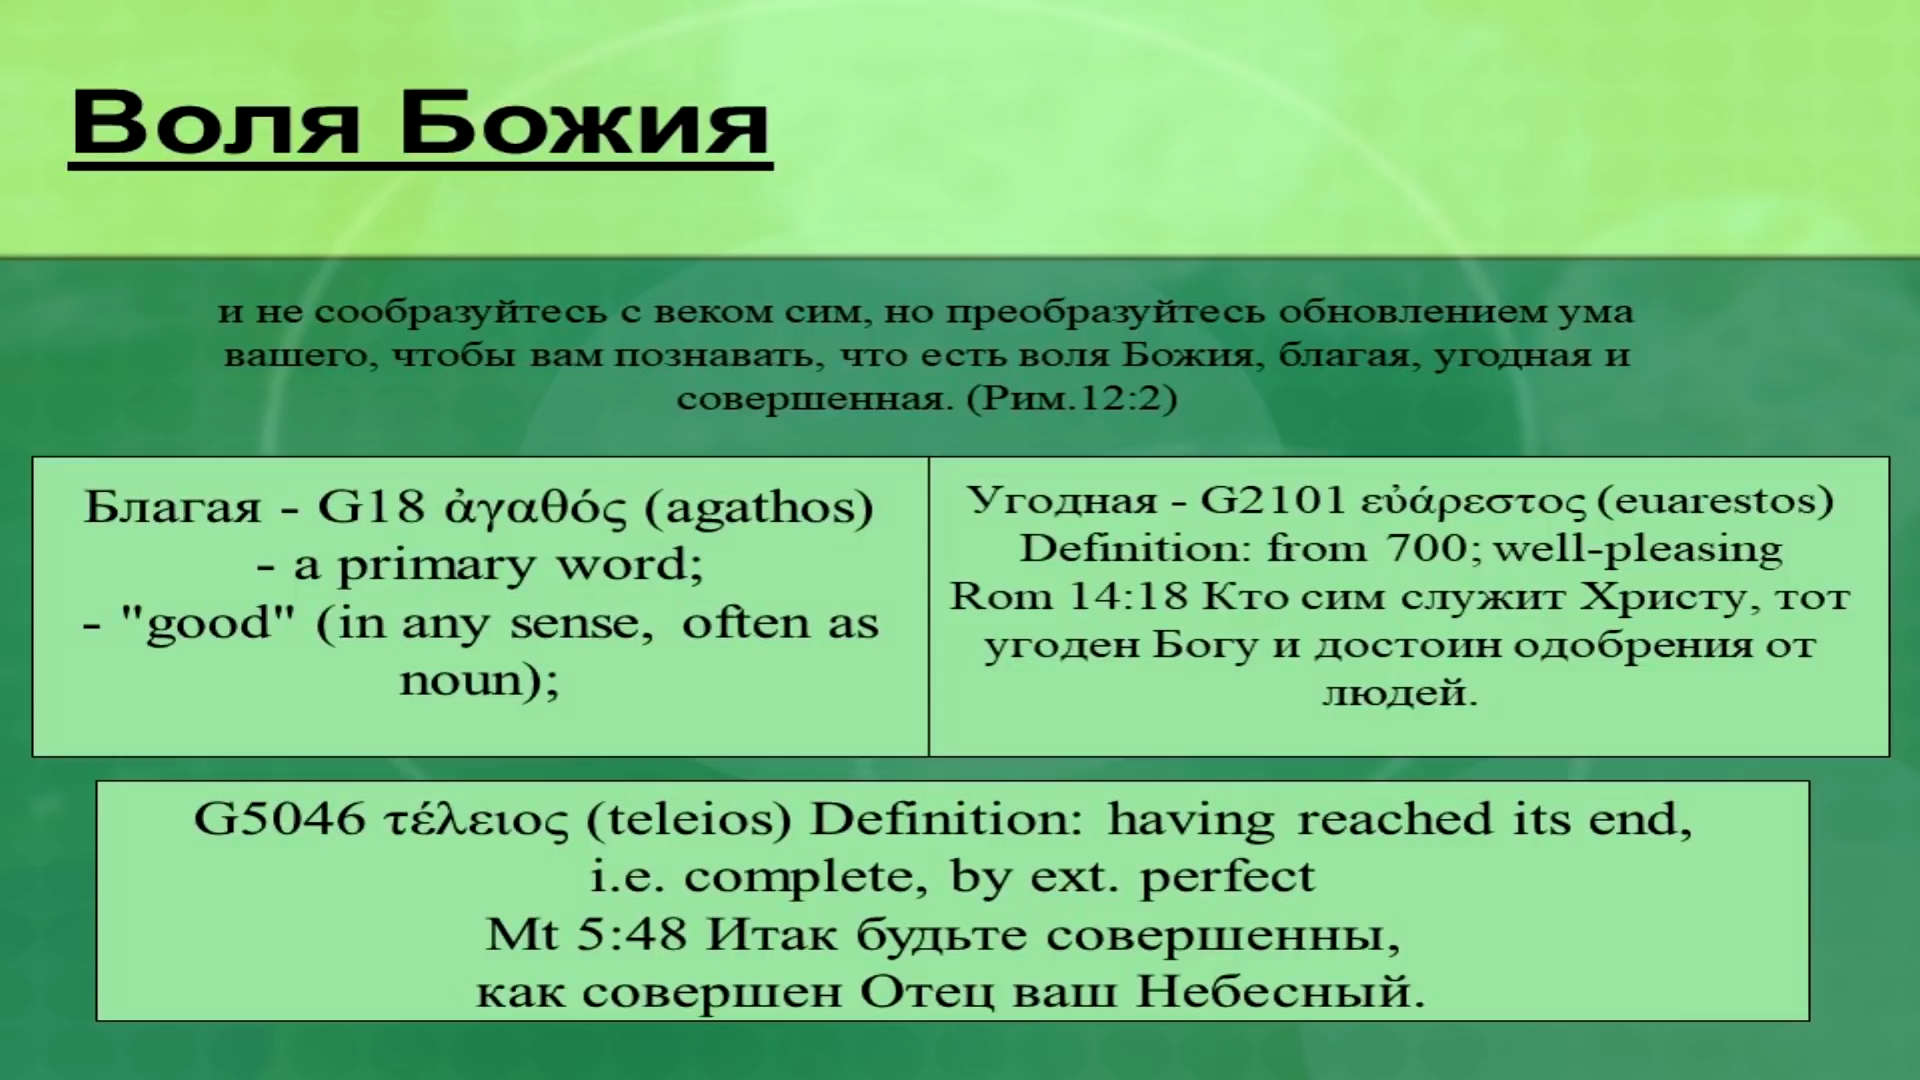 Воля Божия
и не сообразуйтесь с веком сим, но преобразуйтесь обновлением ума
вашего, чтобы вам познавать, что есть воля Божия, благая, угодная и
совершенная. (Рим.12:2)
Благая - G18 ἀγαθός (agathos)
- a primary word;
- "good" (in any sense, often as
noun);
Угодная - G2101 εὐάρεστος (euarestos)
Definition: from 700; well-pleasing
Rom 14:18 Кто сим служит Христу, тот
угоден Богу и достоин одобрения от
людей.
G5046 τέλειος (teleios) Definition: having reached its end,
i.e. complete, by ext. perfect
Mt 5:48 Итак будьте совершенны,
как совершен Отец ваш Небесный.